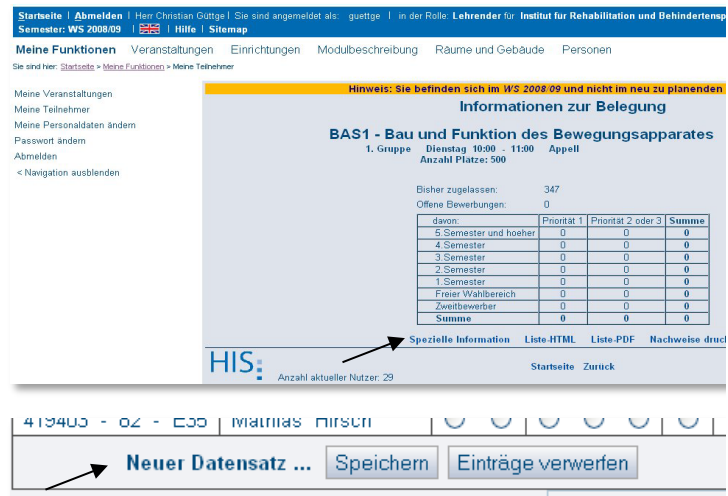 Startseite | Abmelden | Herr Christian Güttge | Sie sind angemeldet als: guettge | in der Rolle: Lehrender für Institut für Rehabilitation und Behindertensp
Semester: WS 2008/09 | | Hilfe | Sitemap
Meine Funktionen Veranstaltungen Einrichtungen Modulbeschreibung Räume und Gebäude Personen
Sie sind hier: Startseite > Meine Funktionen > Meine Teilnehmer
Hinweis: Sie befinden sich im WS 2008/09 und nicht im neu zu planenden
Meine Veranstaltungen
Meine Teilnehmer
Meine Personaldaten ändern
Passwort ändern
Abmelden
< Navigation ausblenden
Informationen zur Belegung
BAS1 - Bau und Funktion des Bewegungsapparates
1. Gruppe Dienstag 10:00 - 11:00 Appell
Anzahl Plätze: 500
Bisher zugelassen: 347
Offene Bewerbungen: 0
davon: Priorität 1 Priorität 2 oder 3 Summe
5.Semester und hoeher 0 0 0
4.Semester 0 0 0
3.Semester 0 0 0
2.Semester 0 0 0
1.Semester 0 0 0
Freier Wahlbereich 0 0 0
Zweitbewerber 0 0 0
Summe 0 0 0
Spezielle Information Liste-HTML Liste-PDF Nachweise druck
HIS:
Anzahl aktueller Nutzer: 29
Startseite Zurück
419403 - 82 - E35 Mathias Hirsch
Neuer Datensatz ... Speichern Einträge verwerfen